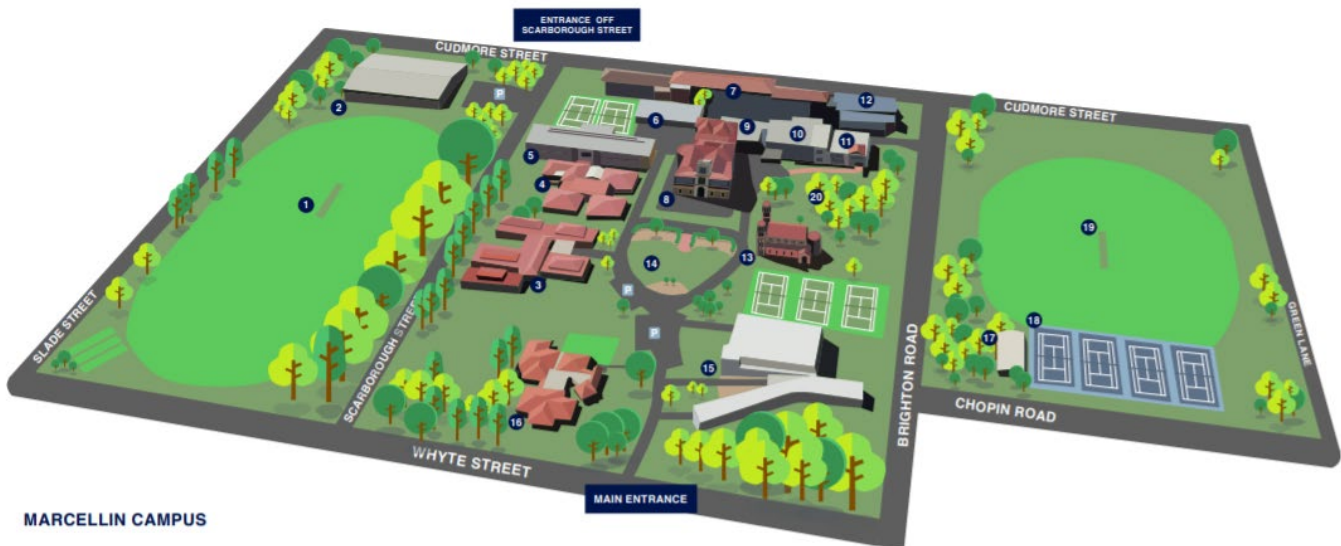 ENTRANCE OFF
SCARBOROUGH STREET
CUDMORE STREET
CUDMORE STREET
P
7
12
2
6
9
10
11
5
4
1
8
20
19
13
14
3
P
SLADE STREET
SCARBOROUGH STREET
P
BRIGHTON ROAD
GREEN LANE
17
18
15
16
CHOPIN ROAD
WHYTE STREET
MAIN ENTRANCE
MARCELLIN CAMPUS